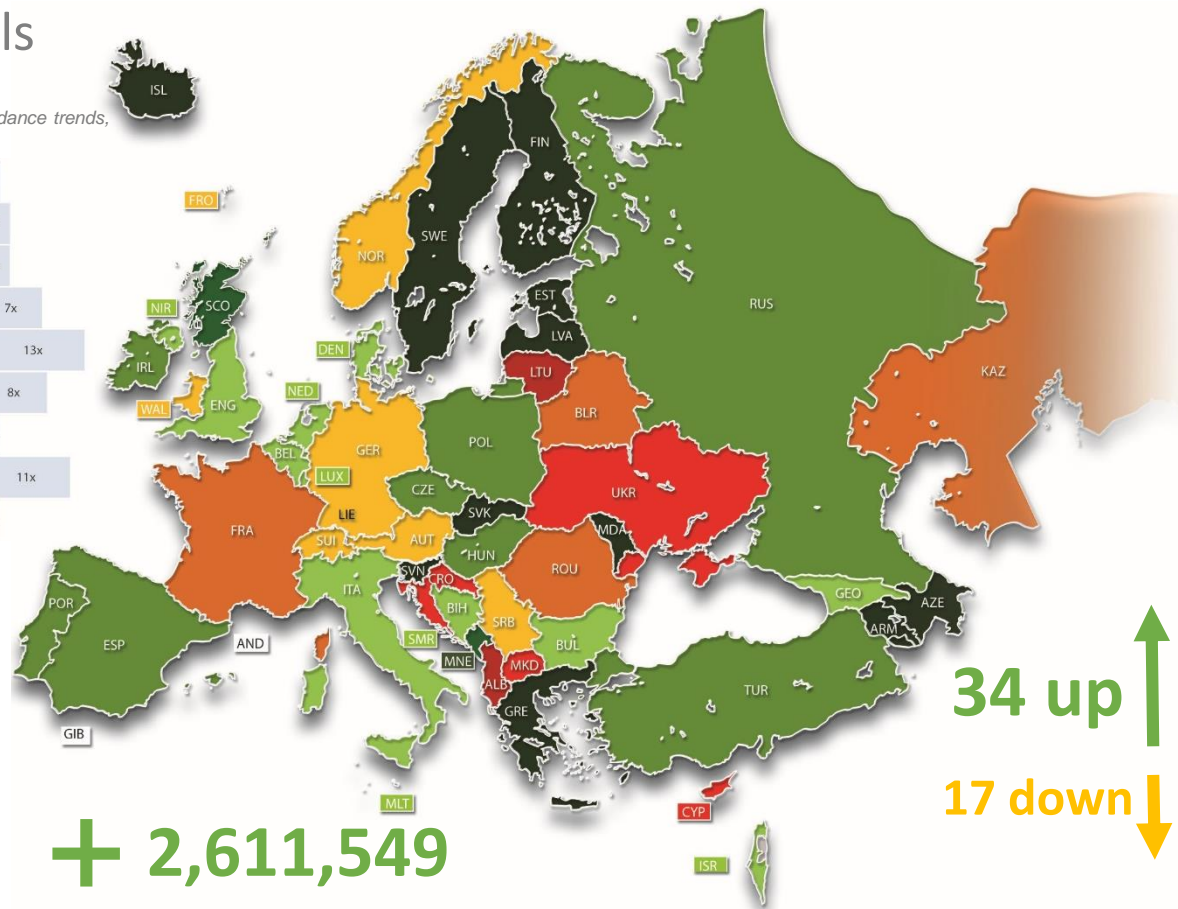 ls
dance trends,
7x
13x
8x
11x
ISL
FRO
FIN
SWE
NOR
RUS
EST
LVA
LTU
SCO
NIR
IRL
DEN
NED
WAL
ENG
BLR
KAZ
POL
GER
BEL
LUX
CZE
UKR
SVK
LIE
FRA
MDA
SUI
AUT
HUN
SVN
CRO
ROU
ITA
BIH
SRB
GEO
AZE
POR
ESP
AND
SMR
BUL
ARM
MNE
MKD
ALB
TUR
GRE
GIB
34 up
17 down
MLT
CYP
+ 2,611,549
ISR